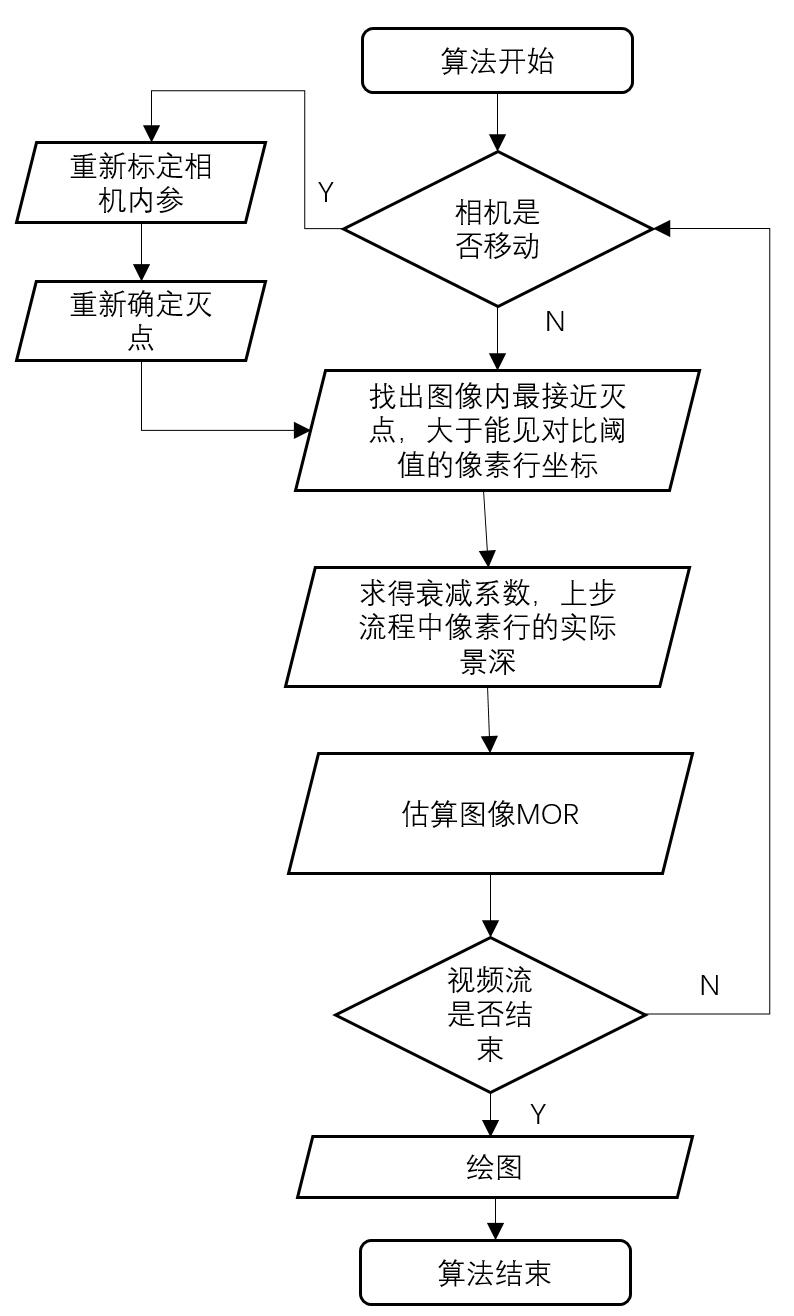 算法开始
重新标定相
机内参
Y
相机是
否移动
重新确定灭
点
N
找出图像内最接近灭
点，大于能见对比阈
值的像素行坐标
求得衰减系数，上步
流程中像素行的实际
景深
估算图像MOR
视频流
是否结
束
N
Y
绘图
算法结束